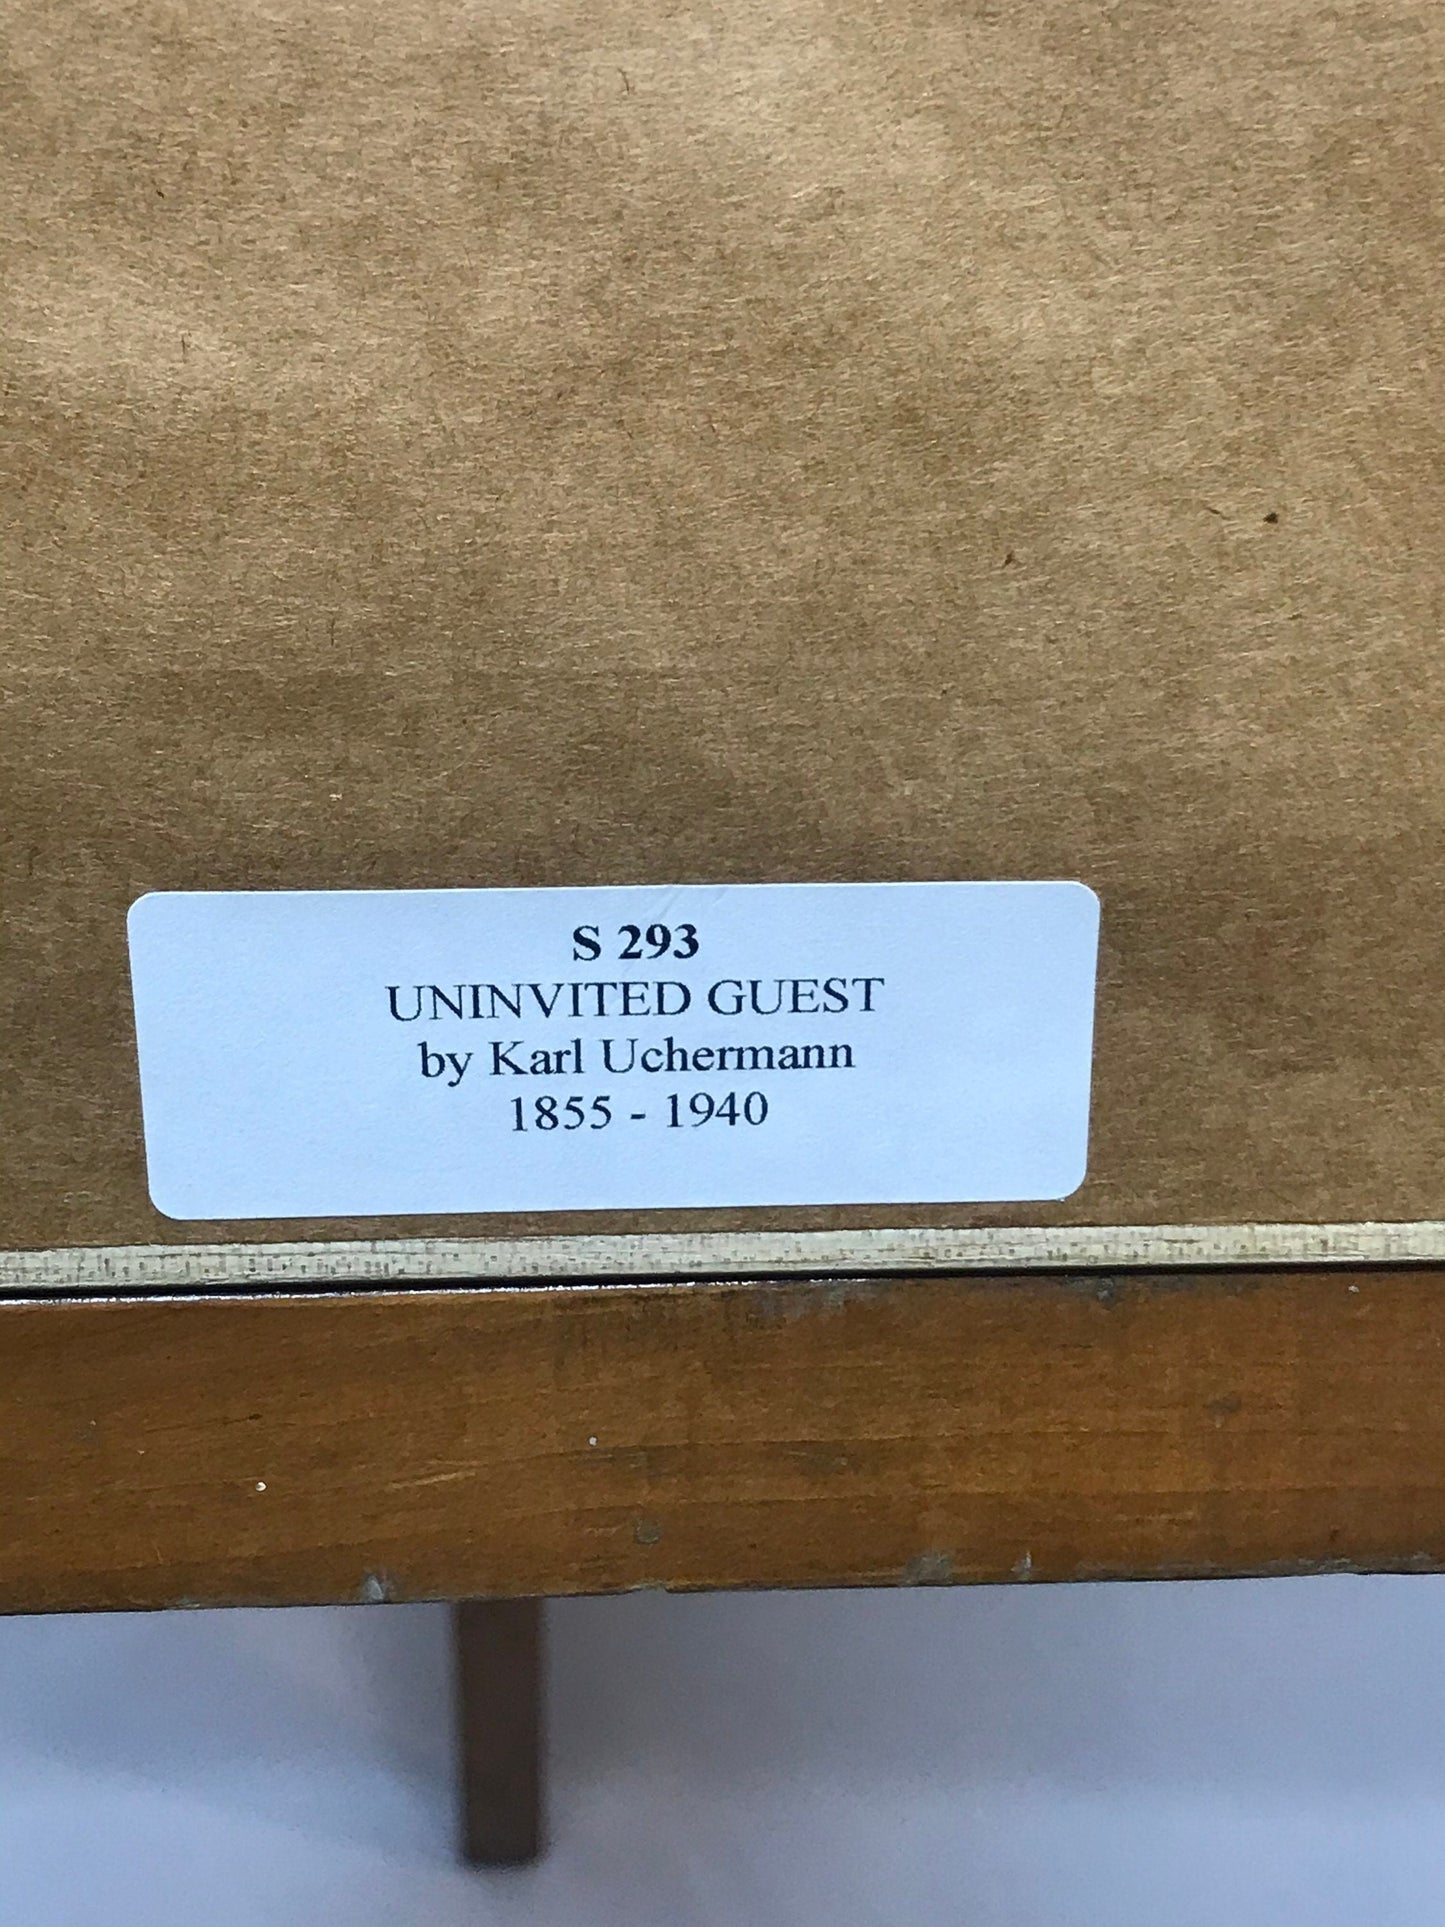 S 293
UNINVITED GUEST
by Karl Uchermann
1855 - 1940